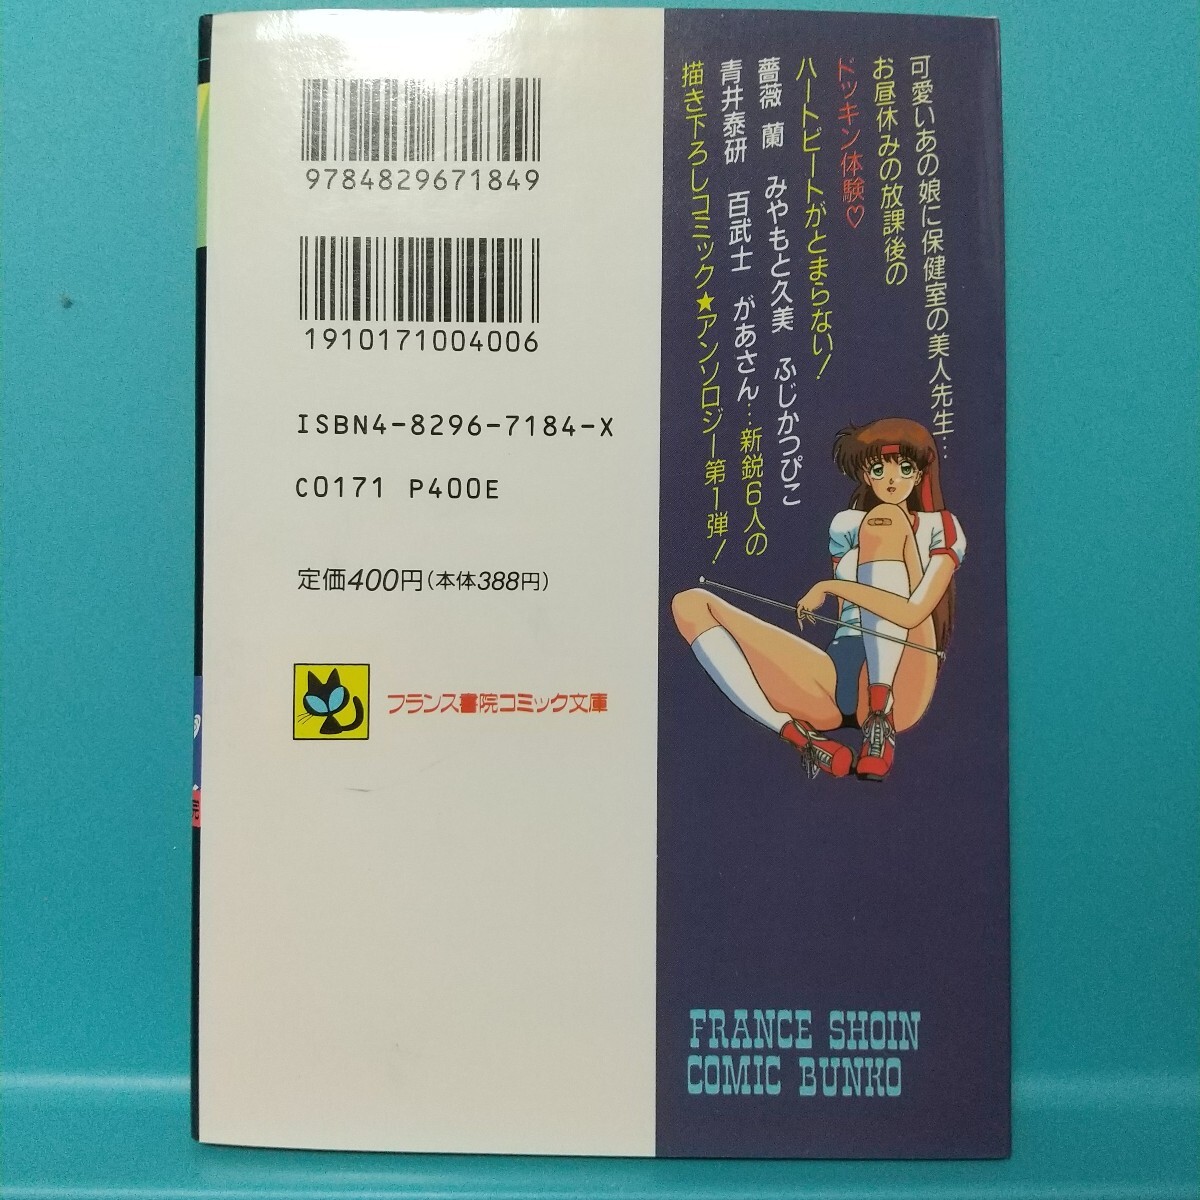 可愛いあの娘に保健室の美人先生…
お昼休みの放課後の
ドッキン体験♡
ハートビートがとまらない！
薔薇 蘭 みやもと久美 ふじかつぴこ
青井泰研 百武士 があさん…新鋭6人の
描き下ろしコミック★アンソロジー第1弾！
9784829671849
1910171004006
ISBN4-8296-7184-X
C0171 P400E
定価400円(本体388円)
フランス書院コミック文庫
FRANCE SHOIN
COMIC BUNKO